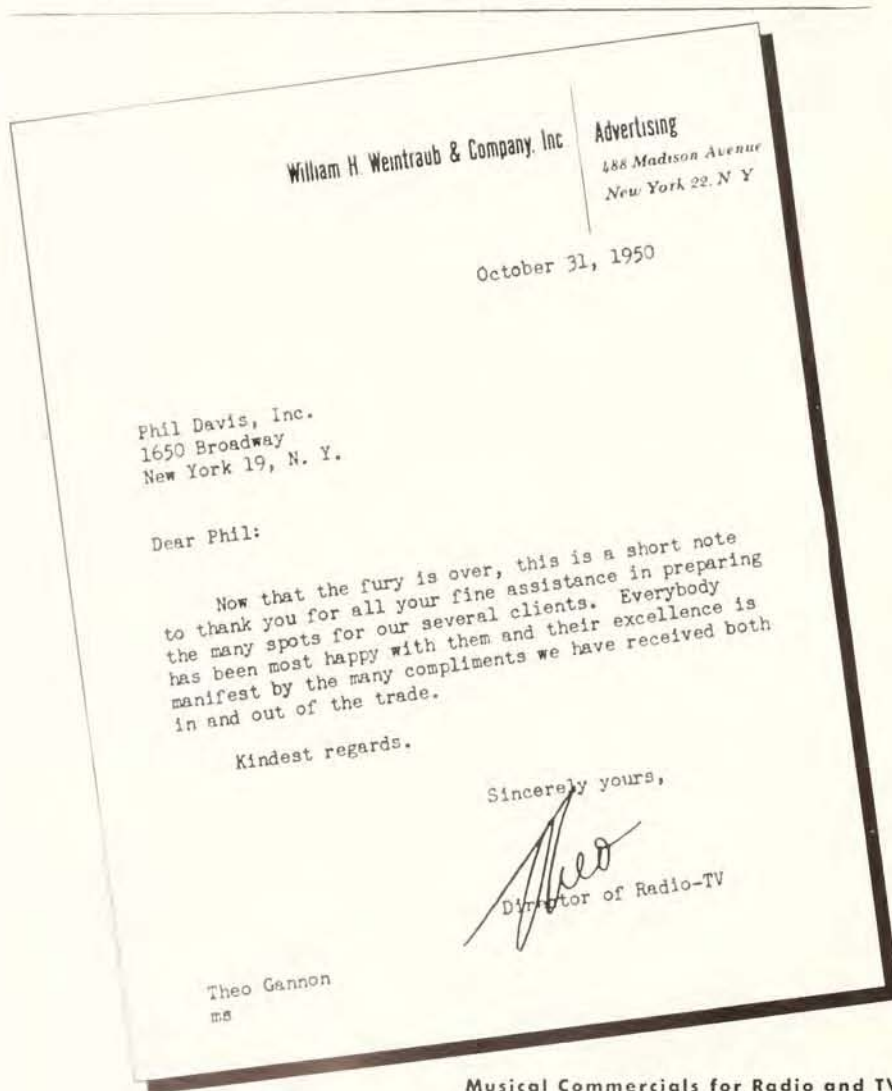 William H. Weintraub & Company, Inc
Advertising
488 Madison Avenue
New York 22, N Y
October 31, 1950
Phil Davis, Inc.
1650 Broadway
New York 19, N. Y.
Dear Phil:
Now that the fury is over, this is a short note
to thank you for all your fine assistance in preparing
the many spots for our several clients. Everybody
has been most happy with them and their excellence is
manifest by the many compliments we have received both
in and out of the trade.
Kindest regards.
Sincerely yours,
Theo
Director of Radio-TV
Theo Gannon
ms
Musical Commercials for Radio and TV